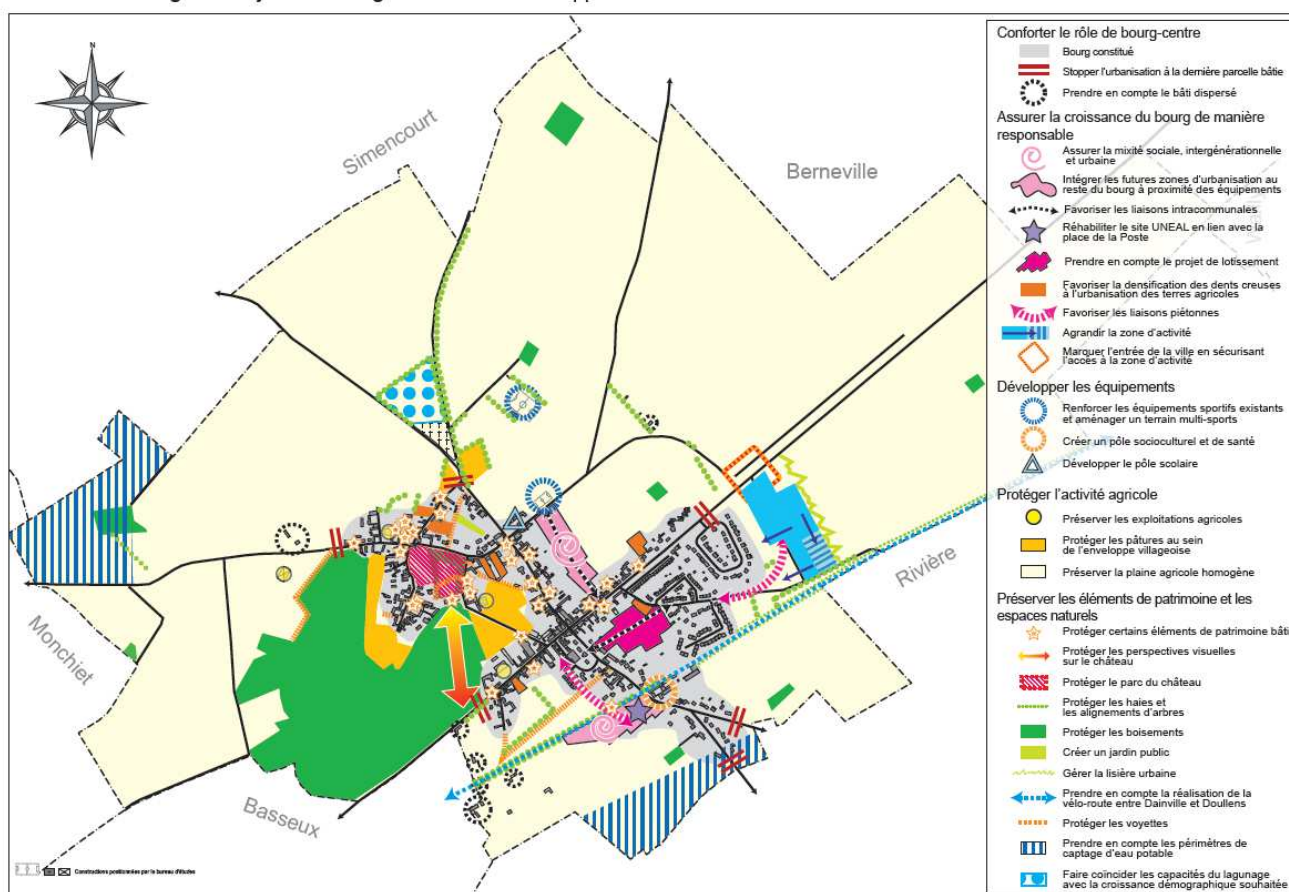 N
Simencourt
Berneville
Rivière
Monchiet
Basseux
Constructions positionnées par le bureau d'études
Conforter le rôle de bourg-centre
Bourg constitué
Stopper l'urbanisation à la dernière parcelle bâtie
Prendre en compte le bâti dispersé
Assurer la croissance du bourg de manière
responsable
Assurer la mixité sociale, intergénérationnelle
et urbaine
Intégrer les futures zones d'urbanisation au
reste du bourg à proximité des équipements
Favoriser les liaisons intracommunales
Réhabiliter le site UNEAL en lien avec la
place de la Poste
Prendre en compte le projet de lotissement
Favoriser la densification des dents creuses
à l'urbanisation des terres agricoles
Favoriser les liaisons piétonnes
Agrandir la zone d'activité
Marquer l'entrée de la ville en sécurisant
l'accès à la zone d'activité
Développer les équipements
Renforcer les équipements sportifs existants
et aménager un terrain multi-sports
Créer un pôle socioculturel et de santé
Développer le pôle scolaire
Protéger l'activité agricole
Préserver les exploitations agricoles
Protéger les pâtures au sein
de l'enveloppe villageoise
Préserver la plaine agricole homogène
Préserver les éléments de patrimoine et les
espaces naturels
Protéger certains éléments de patrimoine bâti
Protéger les perspectives visuelles
sur le château
Protéger le parc du château
Protéger les haies et
les alignements d'arbres
Protéger les boisements
Créer un jardin public
Gérer la lisière urbaine
Prendre en compte la réalisation de la
vélo-route entre Dainville et Doullens
Protéger les voyettes
Prendre en compte les périmètres de
captage d'eau potable
Faire coïncider les capacités du lagunage
avec la croissance démographique souhaitée